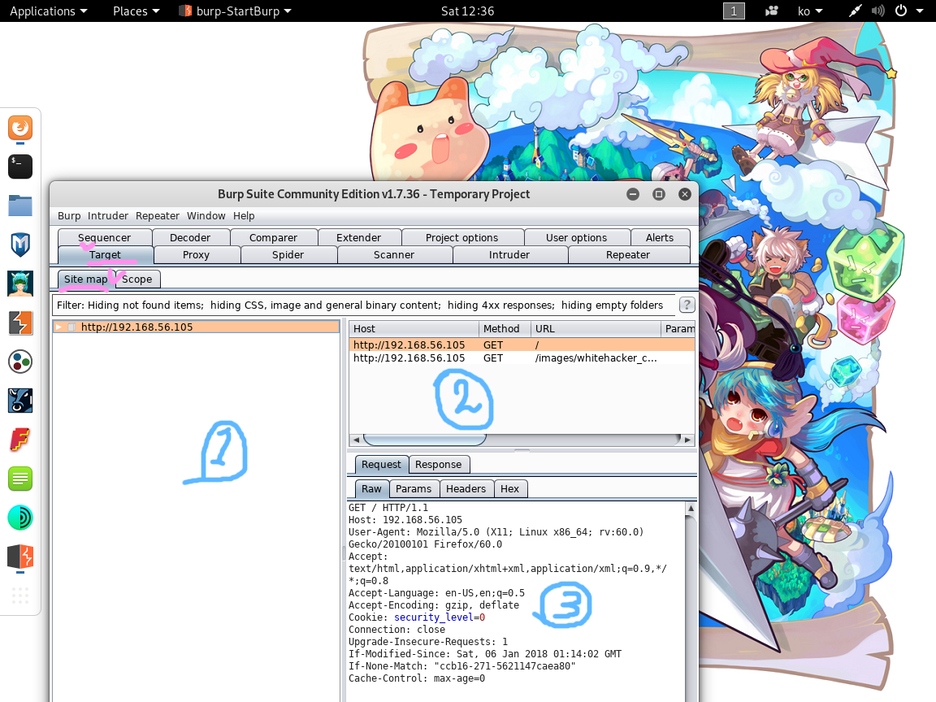 Applications Places burp-StartBurp Sat 12:36 1 ko
Burp Suite Community Edition v1.7.36 - Temporary Project
Burp Intruder Repeater Window Help
Sequencer Decoder Comparer Extender Project options User options Alerts
Target Proxy Spider Scanner Intruder Repeater
Site map Scope
Filter: Hiding not found items; hiding CSS, image and general binary content; hiding 4xx responses; hiding empty folders ?
http://192.168.56.105
Host Method URL Param
http://192.168.56.105 GET /
http://192.168.56.105 GET /images/whitehacker_c...
1
2
Request Response
Raw Params Headers Hex
GET / HTTP/1.1
Host: 192.168.56.105
User-Agent: Mozilla/5.0 (X11; Linux x86_64; rv:60.0)
Gecko/20100101 Firefox/60.0
Accept:
text/html,application/xhtml+xml,application/xml;q=0.9,*/
*;q=0.8
Accept-Language: en-US,en;q=0.5
Accept-Encoding: gzip, deflate
Cookie: security_level=0
Connection: close
Upgrade-Insecure-Requests: 1
If-Modified-Since: Sat, 06 Jan 2018 01:14:02 GMT
If-None-Match: "ccb16-271-5621147caea80"
Cache-Control: max-age=0
3